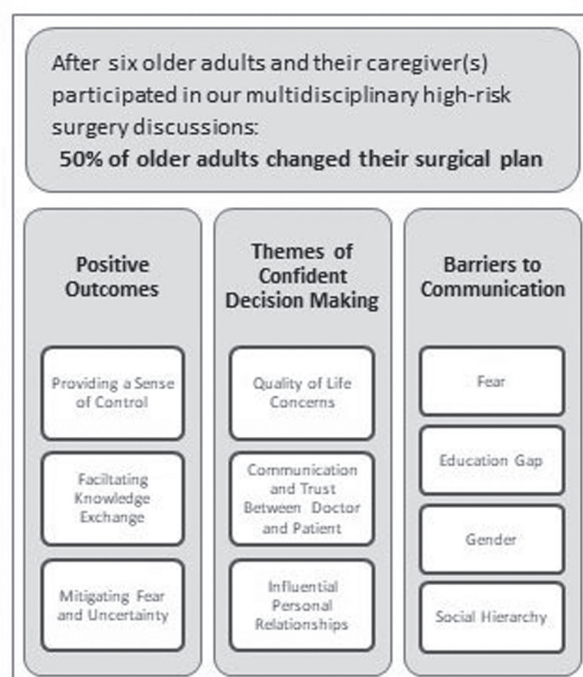 After six older adults and their caregiver(s)
participated in our multidisciplinary high-risk
surgery discussions:
50% of older adults changed their surgical plan
Positive
Outcomes
Providing a Sense
of Control
Faciltating
Knowledge
Exchange
Mitigating Fear
and Uncertainty
Themes of
Confident
Decision Making
Quality of Life
Concerns
Communication
and Trust
Between Doctor
and Patient
Influential
Personal
Relationships
Barriers to
Communication
Fear
Education Gap
Gender
Social Hierarchy